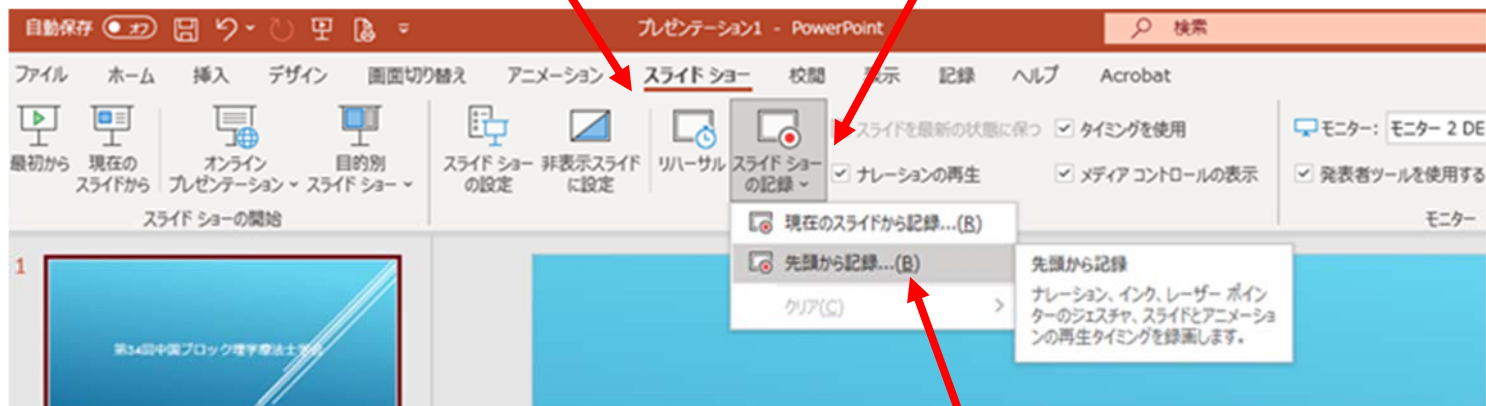 自動保存 オフ プレゼンテーション1 - PowerPoint 検索
ファイル ホーム 挿入 デザイン 画面切り替え アニメーション スライド ショー 校閲 表示 記録 ヘルプ Acrobat
最初から
現在の
スライドから
オンライン
プレゼンテーション
目的別
スライド ショー
スライド ショー
の設定
非表示スライド
に設定
リハーサル
スライド ショー
の記録
スライドを最新の状態に保つ
ナレーションの再生
タイミングを使用
メディア コントロールの表示
モニター: モニター 2 DE
発表者ツールを使用する
スライド ショーの開始
モニター
現在のスライドから記録...(R)
先頭から記録...(B)
クリア(C)
先頭から記録
ナレーション、インク、レーザー ポイン
ターのジェスチャ、スライドとアニメーショ
ンの再生タイミングを録画します。
1
第34回中国ブロック理学療法士学会